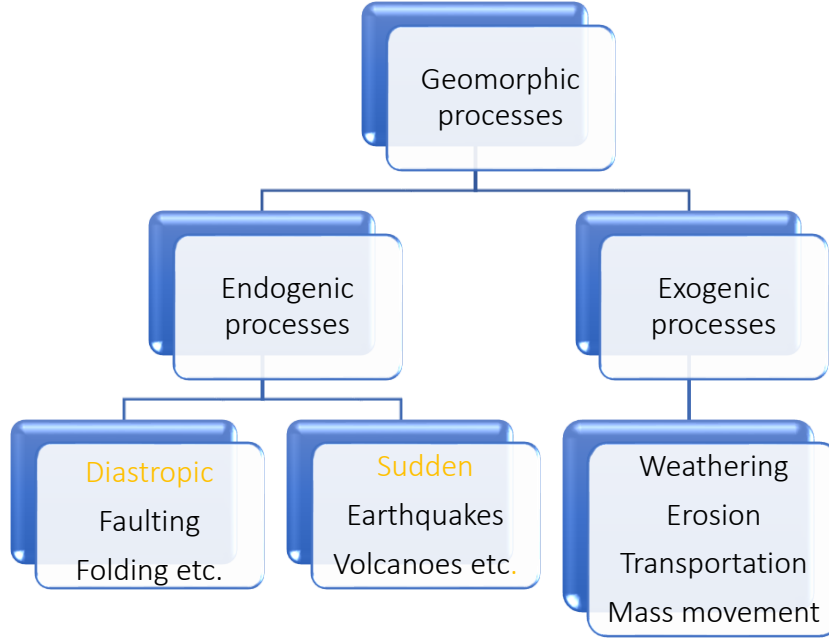 Geomorphic
processes
Endogenic
processes
Exogenic
processes
Diastropic
Faulting
Folding etc.
Sudden
Earthquakes
Volcanoes etc.
Weathering
Erosion
Transportation
Mass movement